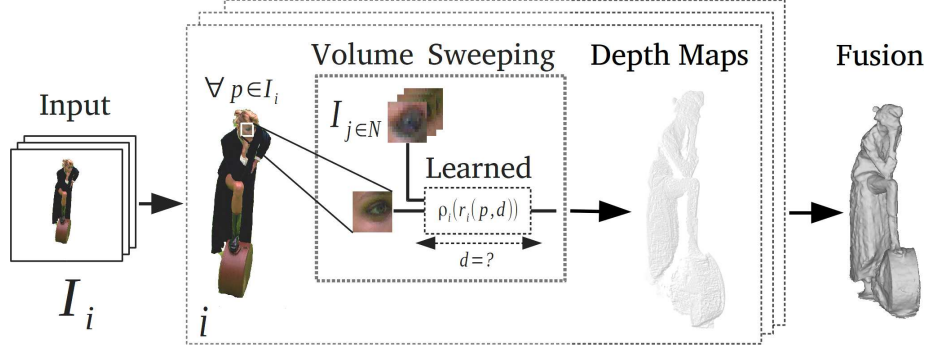 Input
I_i
∀ p∈I_i
i
Volume Sweeping
I_{j∈N}
Learned
ρ_i(r_i(p,d))
d=?
Depth Maps
Fusion